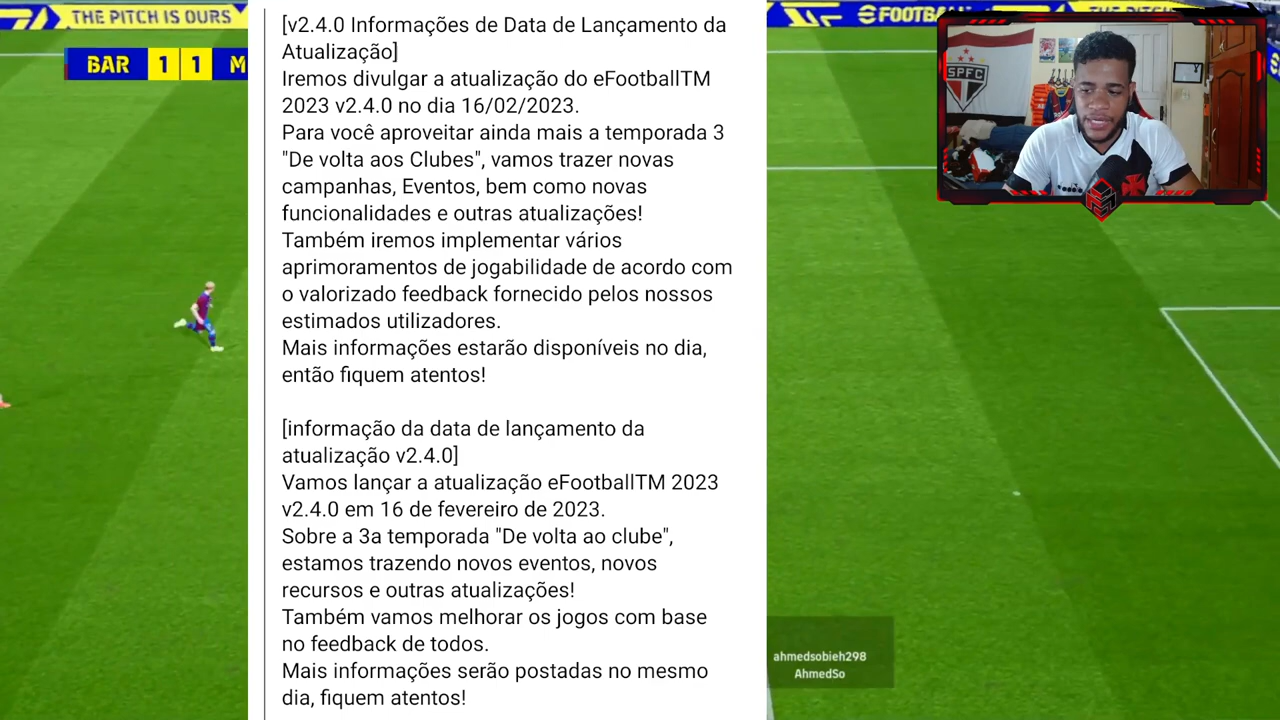 THE PITCH IS OURS
BAR 1 1 M
[v2.4.0 Informações de Data de Lançamento da
Atualização]
Iremos divulgar a atualização do eFootballTM
2023 v2.4.0 no dia 16/02/2023.
Para você aproveitar ainda mais a temporada 3
"De volta aos Clubes", vamos trazer novas
campanhas, Eventos, bem como novas
funcionalidades e outras atualizações!
Também iremos implementar vários
aprimoramentos de jogabilidade de acordo com
o valorizado feedback fornecido pelos nossos
estimados utilizadores.
Mais informações estarão disponíveis no dia,
então fiquem atentos!
[informação da data de lançamento da
atualização v2.4.0]
Vamos lançar a atualização eFootballTM 2023
v2.4.0 em 16 de fevereiro de 2023.
Sobre a 3a temporada "De volta ao clube",
estamos trazendo novos eventos, novos
recursos e outras atualizações!
Também vamos melhorar os jogos com base
no feedback de todos.
Mais informações serão postadas no mesmo
dia, fiquem atentos!
SPFC
ahmedsobieh298
AhmedSo